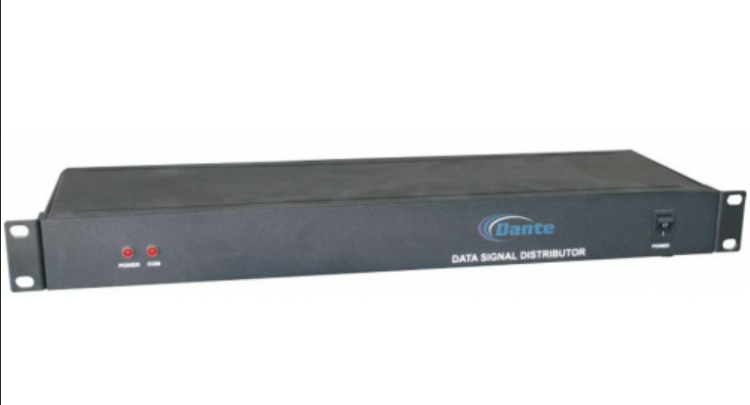 Dante
DATA SIGNAL DISTRIBUTOR
POWER COM
POWER